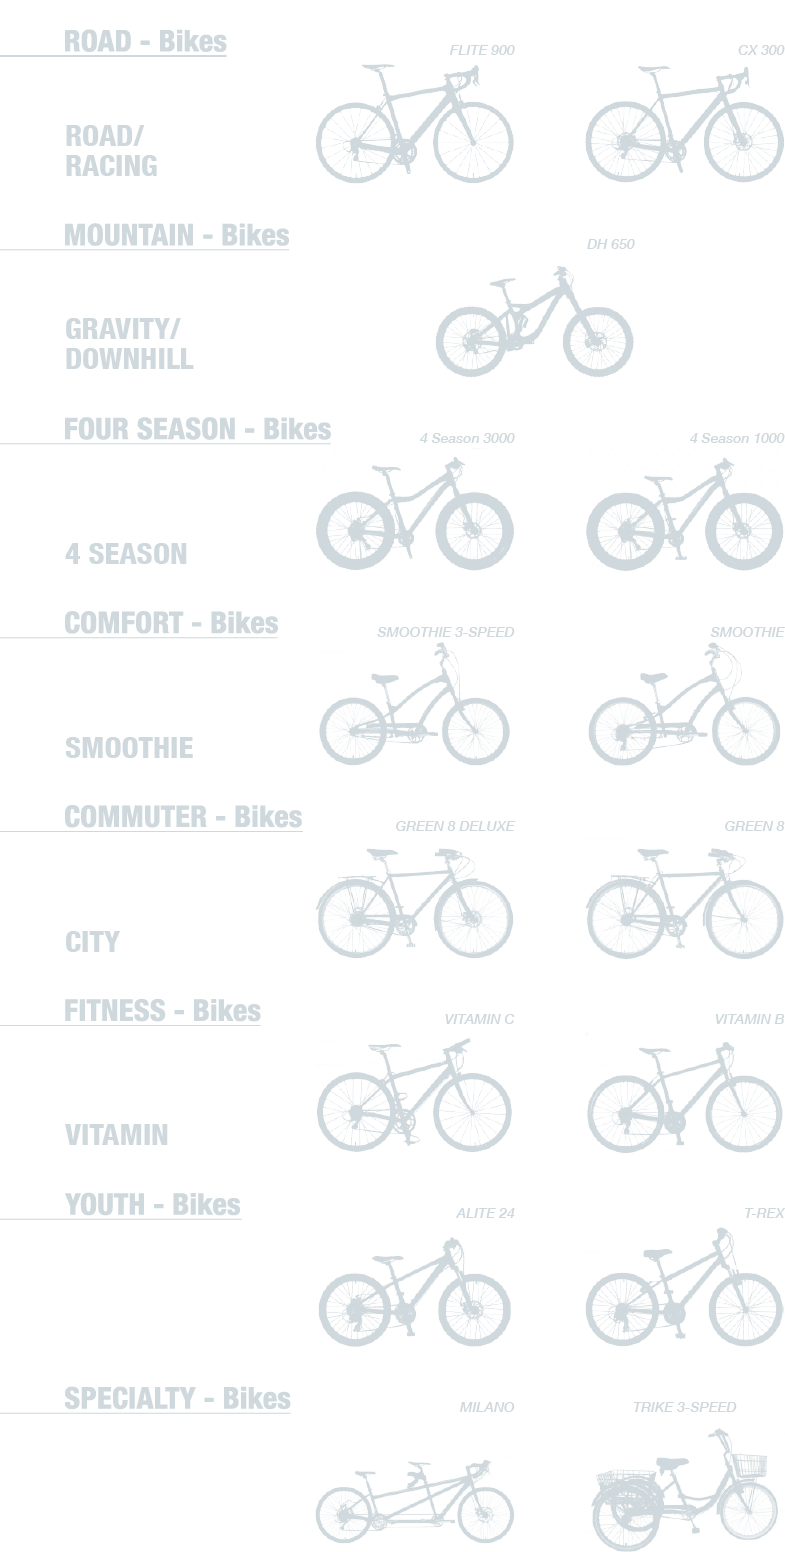 ROAD - Bikes
FLITE 900
CX 300
ROAD/
RACING
MOUNTAIN - Bikes
DH 650
GRAVITY/
DOWNHILL
FOUR SEASON - Bikes
4 Season 3000
4 Season 1000
4 SEASON
COMFORT - Bikes
SMOOTHIE 3-SPEED
SMOOTHIE
SMOOTHIE
COMMUTER - Bikes
GREEN 8 DELUXE
GREEN 8
CITY
FITNESS - Bikes
VITAMIN C
VITAMIN B
VITAMIN
YOUTH - Bikes
ALITE 24
T-REX
SPECIALTY - Bikes
MILANO
TRIKE 3-SPEED